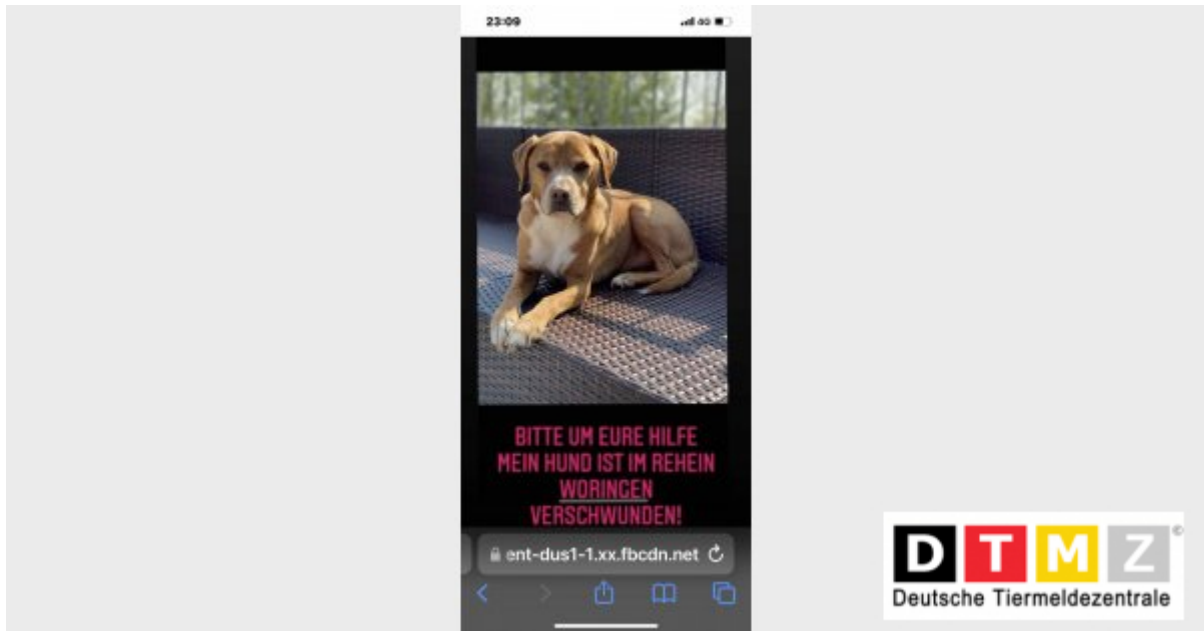 23:09
4G
BITTE UM EURE HILFE
MEIN HUND IST IM REHEIN
WORINGEN
VERSCHWUNDEN!
ent-dus1-1.xx.fbcdn.net
DTMZ
Deutsche Tiermeldezentrale